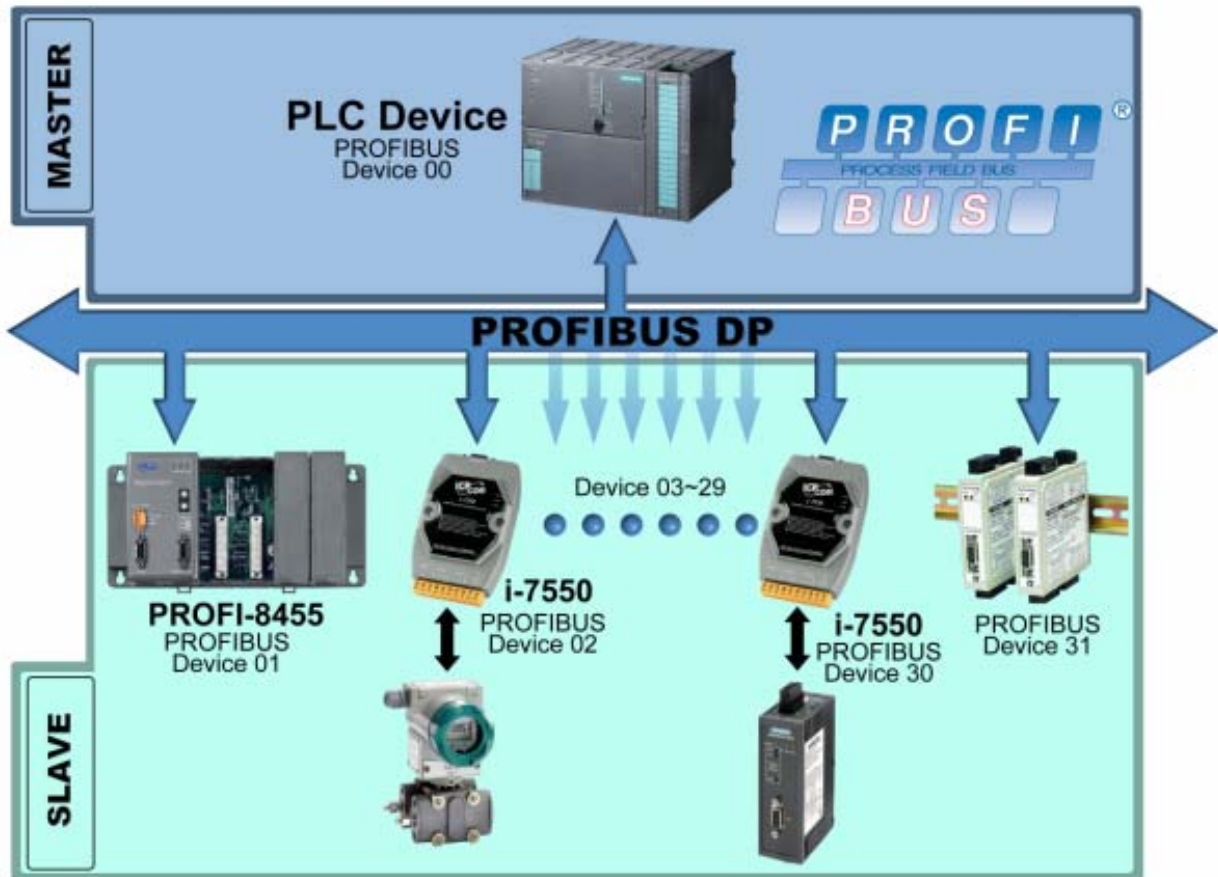 MASTER
PLC Device
PROFIBUS
Device 00
PROFI
®
PROCESS FIELD BUS
BUS
PROFIBUS DP
SLAVE
Device 03~29
PROFI-8455
PROFIBUS
Device 01
i-7550
PROFIBUS
Device 02
i-7550
PROFIBUS
Device 30
PROFIBUS
Device 31